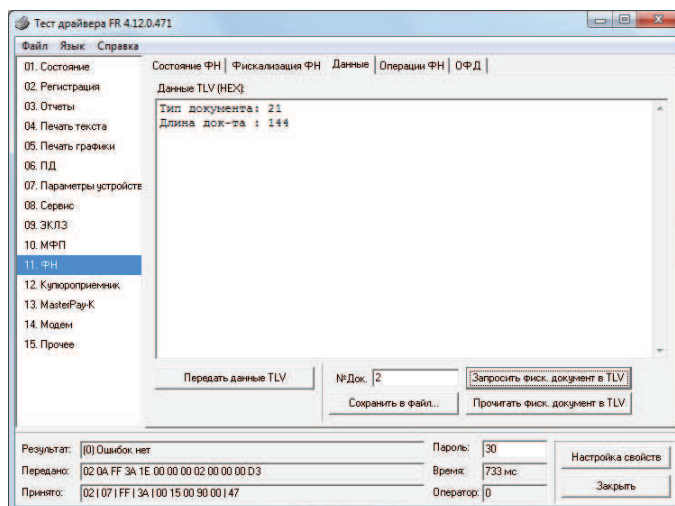 Тест драйвера FR 4.12.0.471
Файл Язык Справка
01. Состояние
02. Регистрация
03. Отчеты
04. Печать текста
05. Печать графики
06. ПД
07. Параметры устройств
08. Сервис
09. ЭКЛЗ
10. МФП
11. ФН
12. Купюроприемник
13. MasterPay-K
14. Модем
15. Прочее
Состояние ФН Фискализация ФН Данные Операции ФН ОФД
Данные TLV (HEX):
Тип документа: 21
Длина док-та : 144
Передать данные TLV
№Док. 2
Запросить фиск. документ в TLV
Сохранить в файл...
Прочитать фиск. документ в TLV
Результат: (0) Ошибок нет
Передано: 02 0A FF 3A 1E 00 00 00 02 00 00 00 D3
Принято: 02 | 07 | FF | 3A | 00 15 00 90 00 | 47
Пароль: 30
Время: 733 мс
Оператор: 0
Настройка свойств
Закрыть